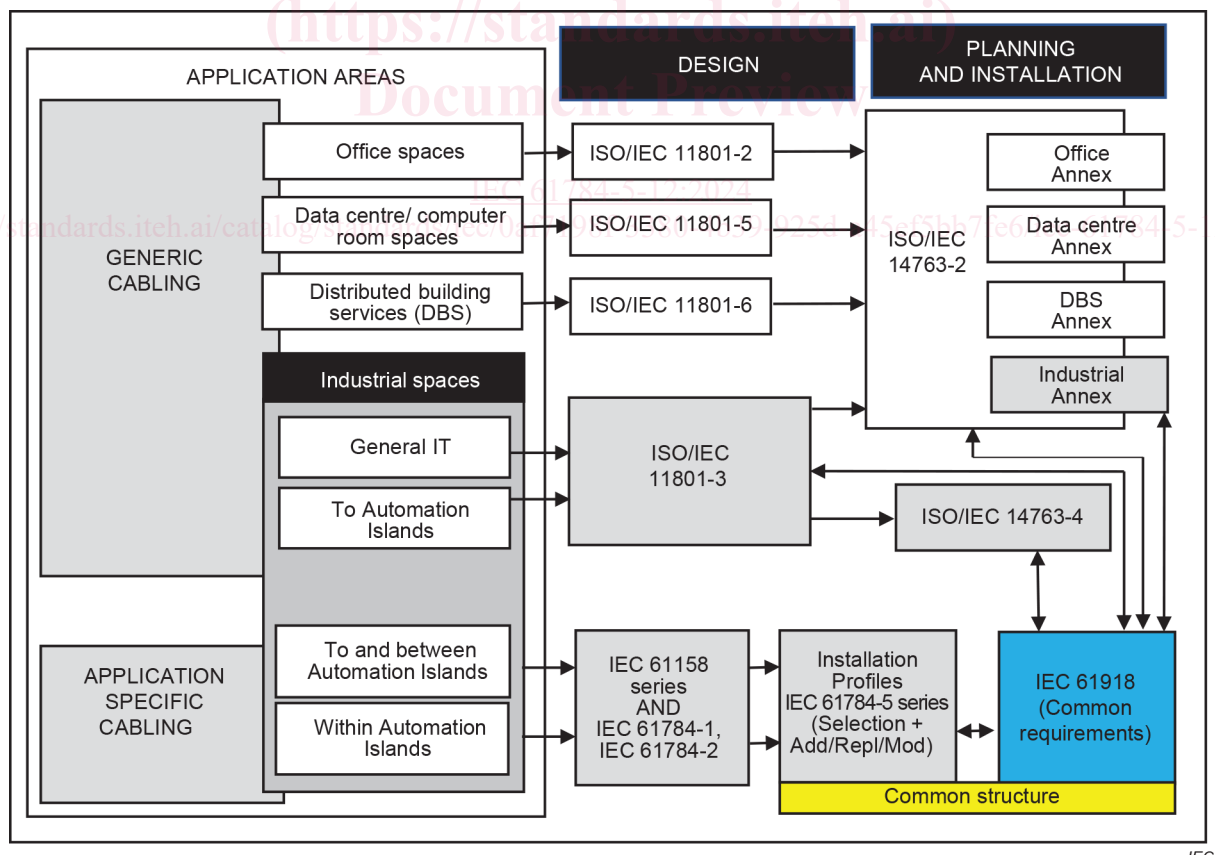 (https://standards.iteh.ai)
Document Preview
IEC 61784-5-12:2024
APPLICATION AREAS
DESIGN
PLANNING
AND INSTALLATION
GENERIC
CABLING
Office spaces
ISO/IEC 11801-2
Data centre/ computer
room spaces
ISO/IEC 11801-5
Distributed building
services (DBS)
ISO/IEC 11801-6
ISO/IEC
14763-2
Office
Annex
Data centre
Annex
DBS
Annex
Industrial
Annex
Industrial spaces
General IT
To Automation
Islands
ISO/IEC
11801-3
ISO/IEC 14763-4
APPLICATION
SPECIFIC
CABLING
To and between
Automation Islands
Within Automation
Islands
IEC 61158
series
AND
IEC 61784-1,
IEC 61784-2
Installation
Profiles
IEC 61784-5 series
(Selection +
Add/Repl/Mod)
IEC 61918
(Common
requirements)
Common structure
IEC